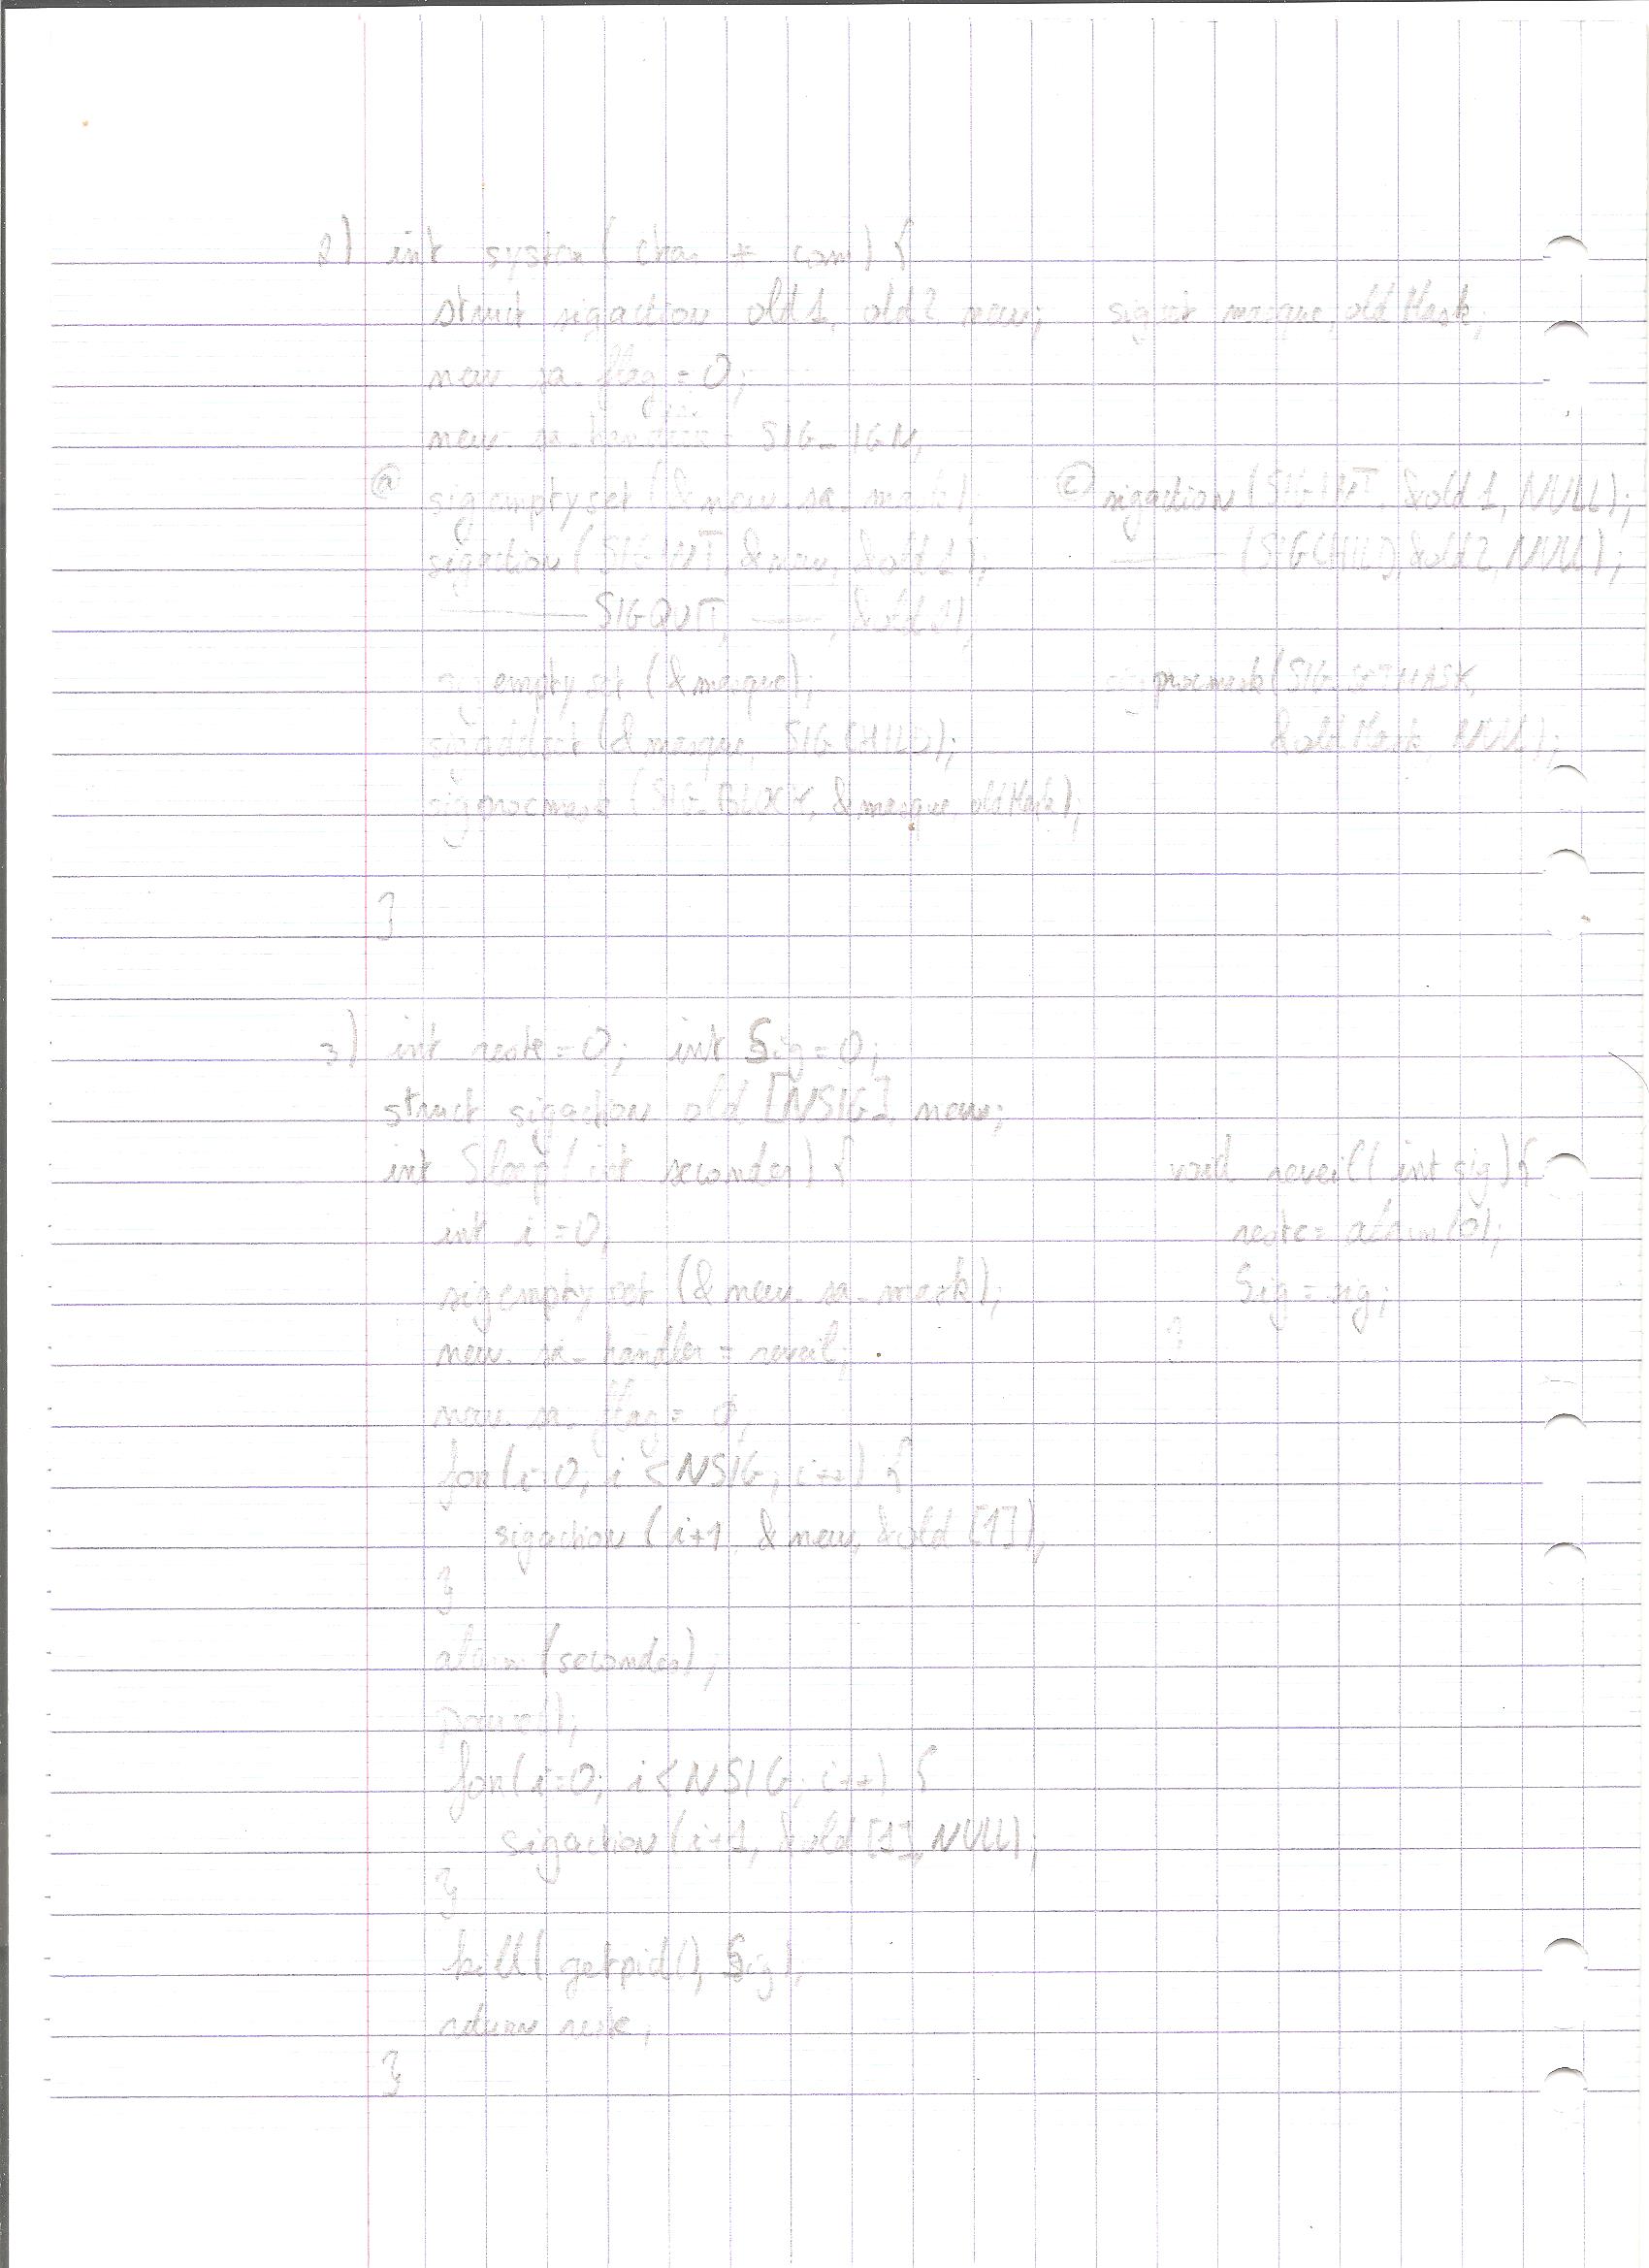 2) int system ( char * com) {
struct sigaction old1, old2 new; sigset masque, oldMask;
new. sa_flag = 0;
new. sa_handler = SIG_IGN,
@ sigemptyset (& new. sa_mask)
sigaction ( SIGINT, & new, &old1);
—— SIGQUIT, ——, &old2),
sigemptyset (& masque);
sigaddset (& masque, SIGCHILD);
sigprocmask ( SIG_BLOCK, & masque, oldMask);
}
© sigaction (SIGINT, &old1, NULL);
—— (SIGCHILD, &old2, NULL);
sigprocmask (SIG_SETMASK,
&oldMask, NULL);
3) int reste = 0; int Sig = 0;
struct sigaction old [NSIG], new;
int Sleep ( int secondes) {
int i = 0,
sigemptyset (& new. sa_mask);
new. sa_handler = reveil;
new. sa_flag = 0,
for (i=0; i < NSIG; i++) {
sigaction ( i+1, & new, &old [1]),
}
alarm (secondes);
pause();
for (i=0; i < NSIG; i++) {
sigaction (i+1, &old [1], NULL);
}
kill ( getpid(), Sig),
return reste;
}
void reveil ( int sig) {
reste = alarm (0);
Sig = sig;
}